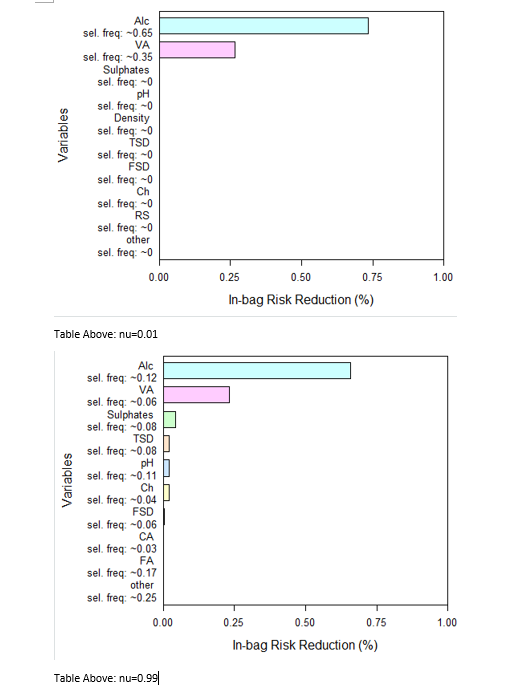 Alc
sel. freq: ~0.65
VA
sel. freq: ~0.35
Sulphates
sel. freq: ~0
pH
sel. freq: ~0
Density
sel. freq: ~0
TSD
sel. freq: ~0
FSD
sel. freq: ~0
Ch
sel. freq: ~0
RS
sel. freq: ~0
other
sel. freq: ~0
Variables
0.00 0.25 0.50 0.75 1.00
In-bag Risk Reduction (%)
Table Above: nu=0.01
Alc
sel. freq: ~0.12
VA
sel. freq: ~0.06
Sulphates
sel. freq: ~0.08
TSD
sel. freq: ~0.08
pH
sel. freq: ~0.11
Ch
sel. freq: ~0.04
FSD
sel. freq: ~0.06
CA
sel. freq: ~0.03
FA
sel. freq: ~0.17
other
sel. freq: ~0.25
Variables
0.00 0.25 0.50 0.75 1.00
In-bag Risk Reduction (%)
Table Above: nu=0.99